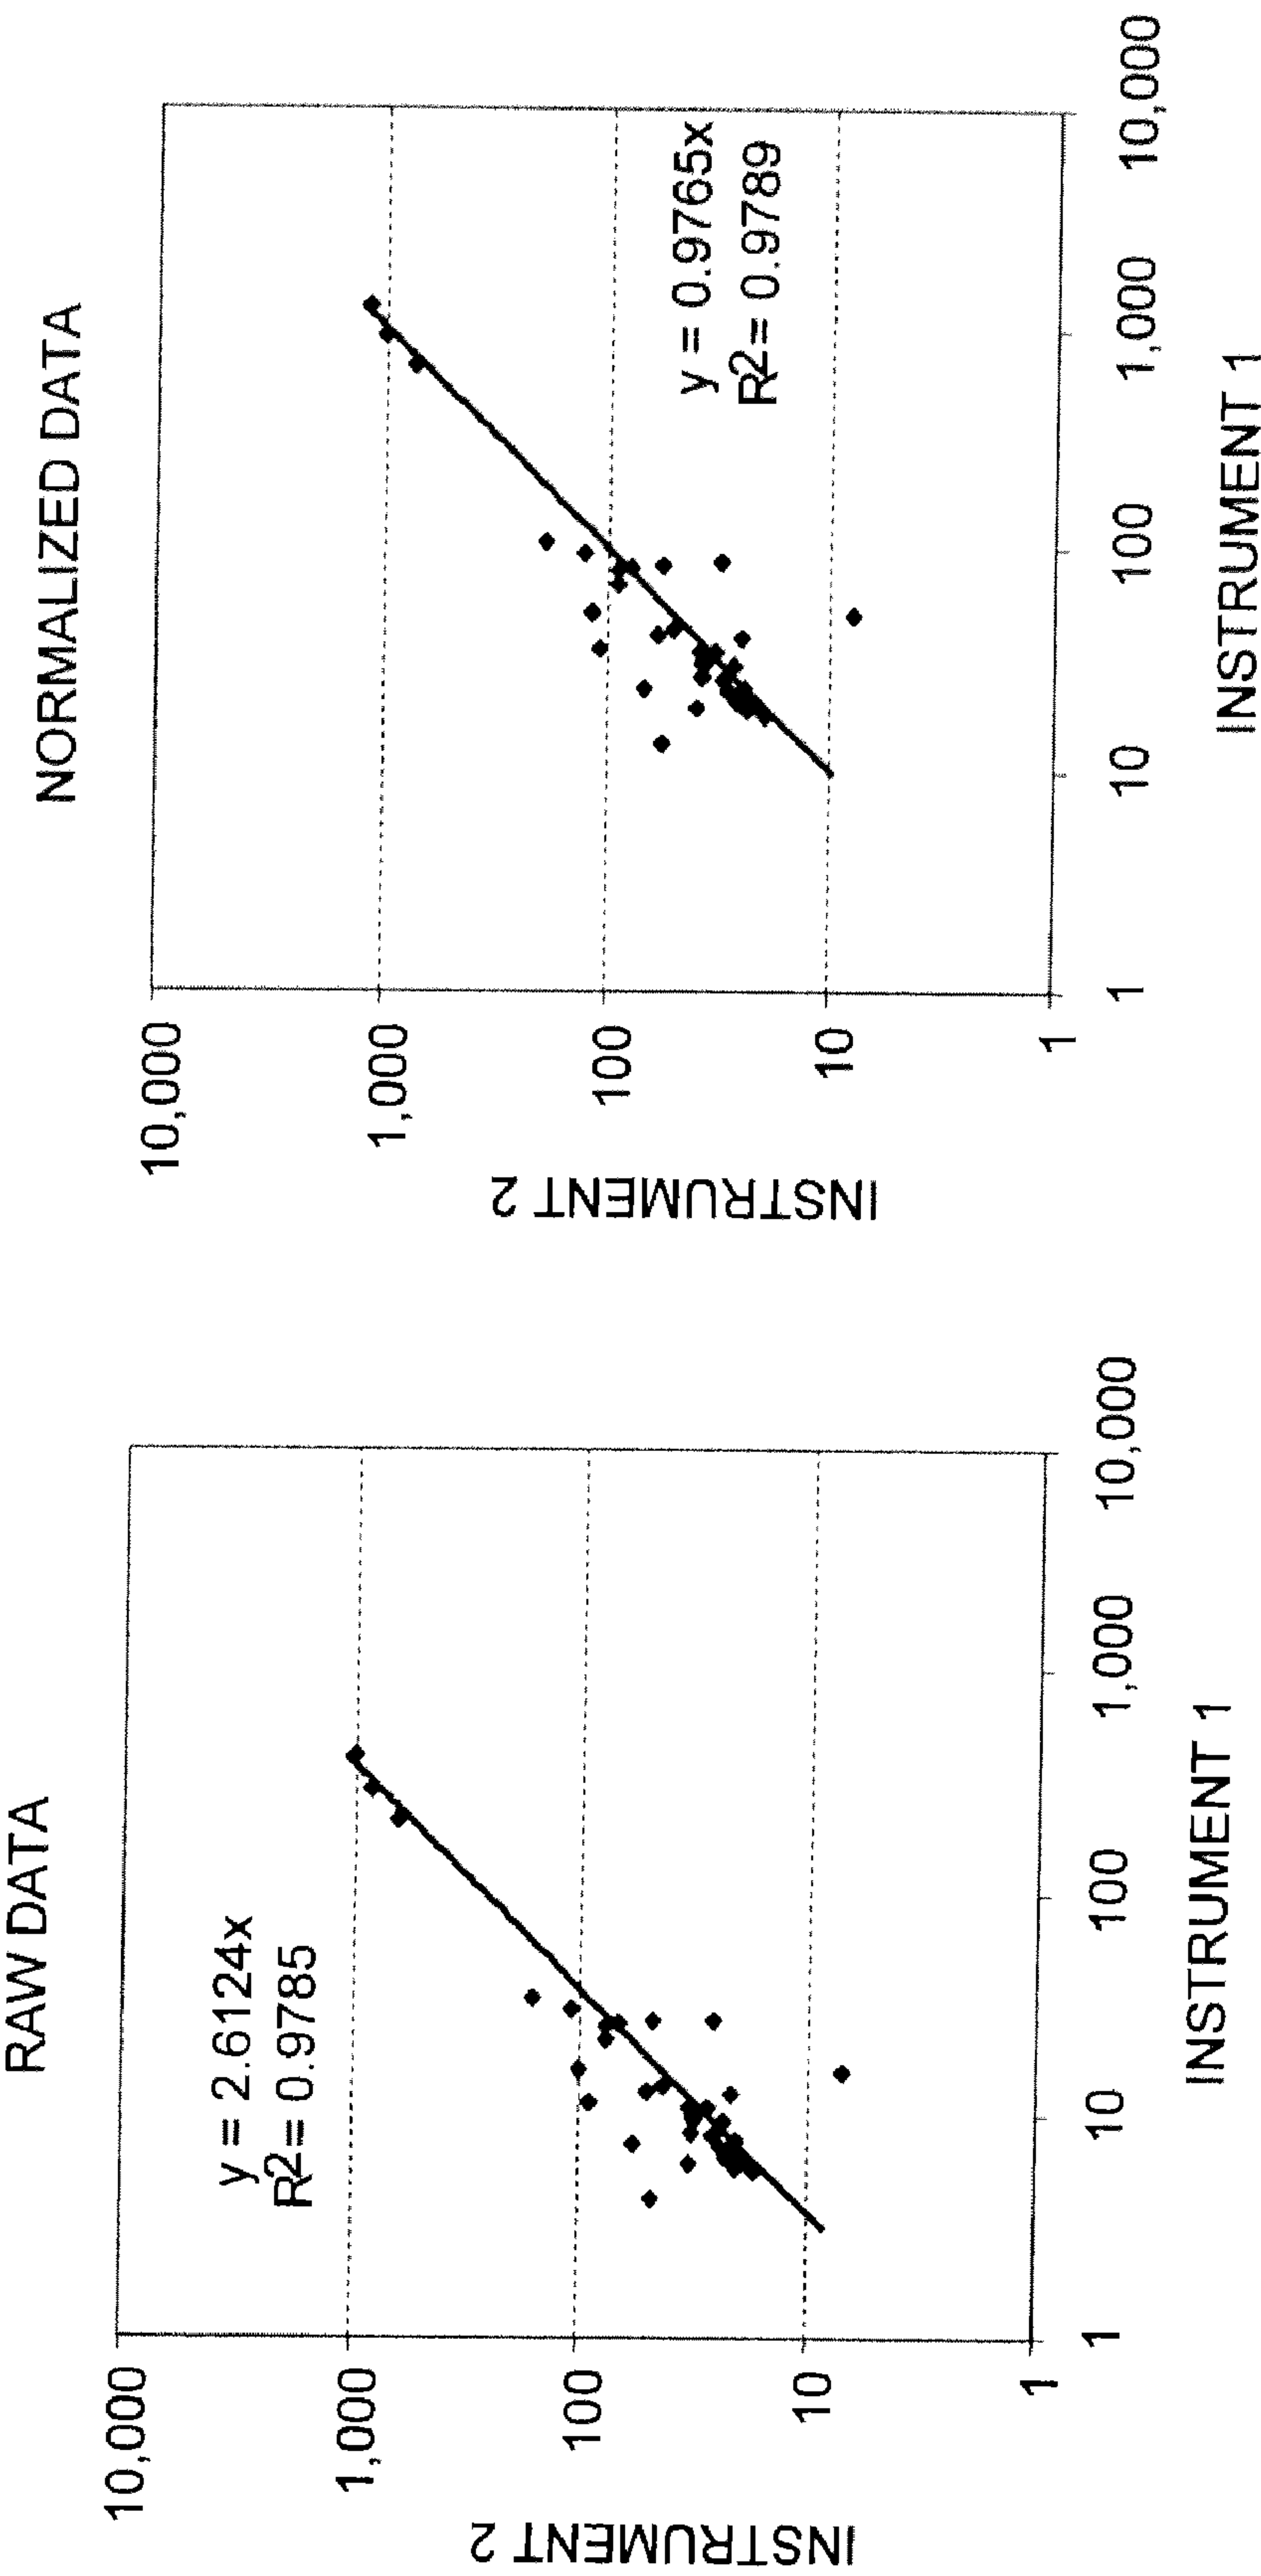 RAW DATA
y = 2.6124x
R2= 0.9785
10,000
1,000
100
10
1
INSTRUMENT 2
1
10
100
1,000
10,000
INSTRUMENT 1
NORMALIZED DATA
y = 0.9765x
R2= 0.9789
10,000
1,000
100
10
1
INSTRUMENT 2
1
10
100
1,000
10,000
INSTRUMENT 1